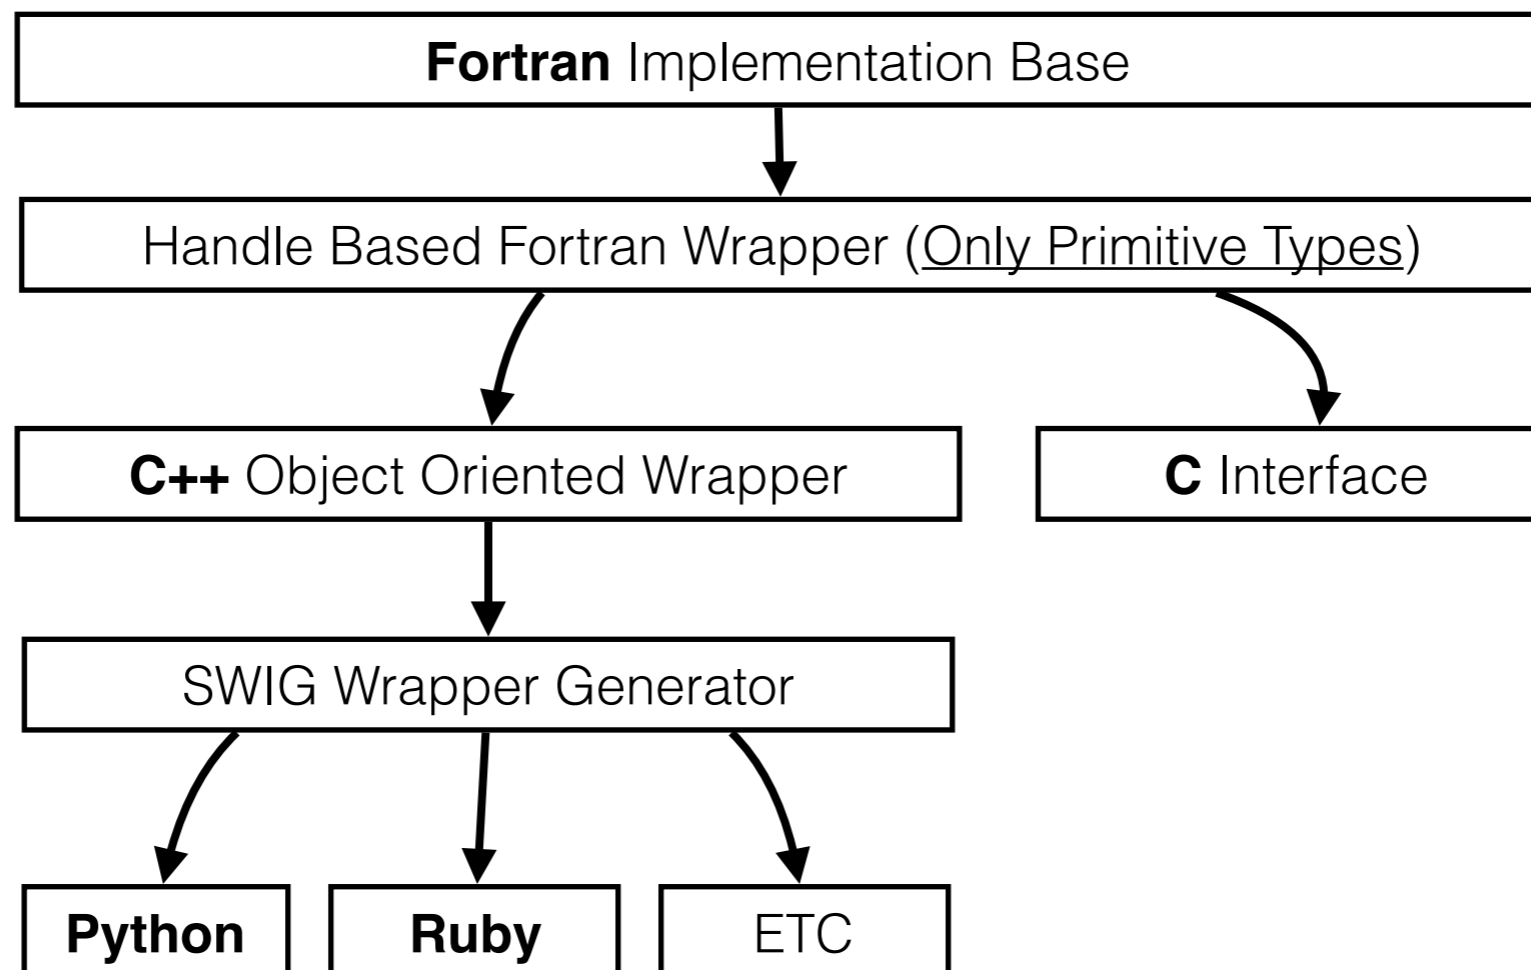 Fortran Implementation Base
Handle Based Fortran Wrapper (Only Primitive Types)
C++ Object Oriented Wrapper
C Interface
SWIG Wrapper Generator
Python
Ruby
ETC